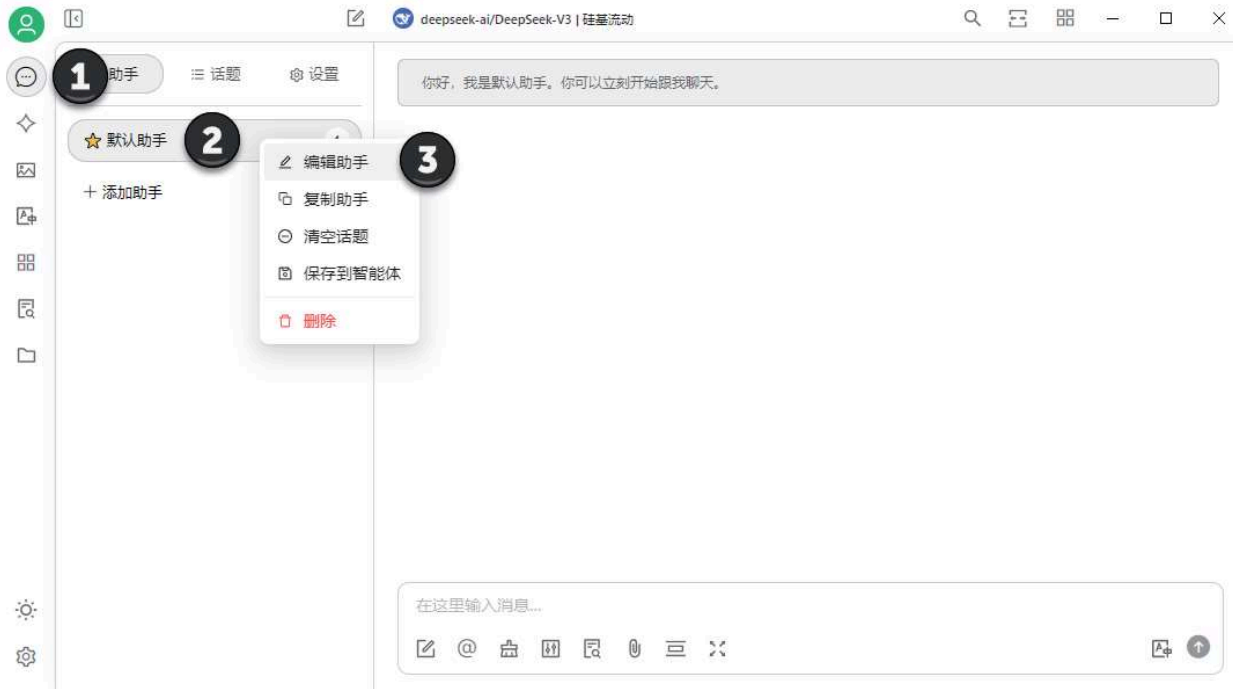 deepseek-ai/DeepSeek-V3 | 硅基流动
1
助手
话题
设置
你好，我是默认助手。你可以立刻开始跟我聊天。
默认助手
2
编辑助手
3
添加助手
复制助手
清空话题
保存到智能体
删除
在这里输入消息...